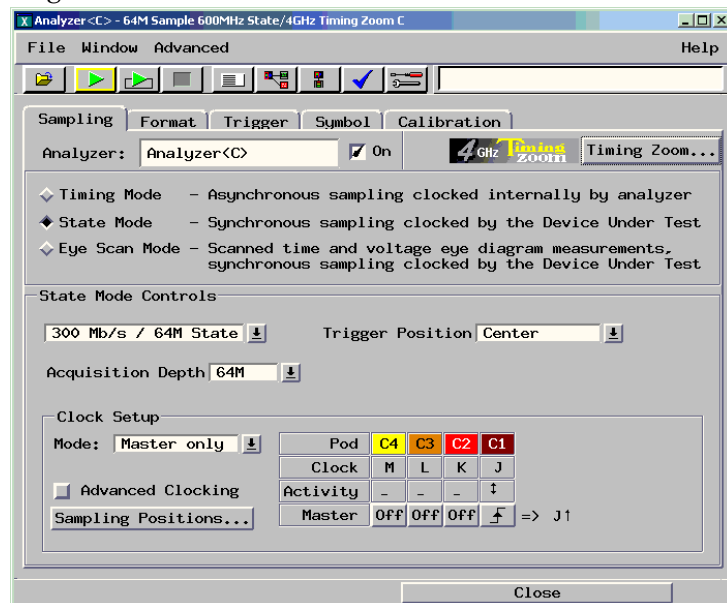 Analyzer<C> - 64M Sample 600MHz State/4GHz Timing Zoom C
File Window Advanced Help
Sampling Format Trigger Symbol Calibration
Analyzer: Analyzer<C> On 4 GHz Timing zoom Timing Zoom...
Timing Mode - Asynchronous sampling clocked internally by analyzer
State Mode - Synchronous sampling clocked by the Device Under Test
Eye Scan Mode - Scanned time and voltage eye diagram measurements,
synchronous sampling clocked by the Device Under Test
State Mode Controls
300 Mb/s / 64M State Trigger Position Center
Acquisition Depth 64M
Clock Setup
Mode: Master only Pod C4 C3 C2 C1
Clock M L K J
Advanced Clocking Activity - - - ↕
Sampling Positions... Master Off Off Off => J↑
Close